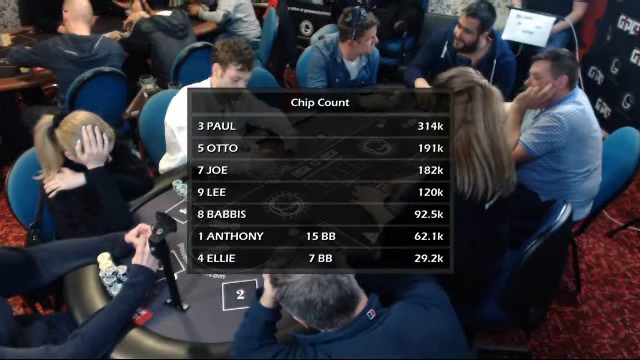 Chip Count
3 PAUL 314k
5 OTTO 191k
7 JOE 182k
9 LEE 120k
8 BABBIS 92.5k
1 ANTHONY 15 BB 62.1k
4 ELLIE 7 BB 29.2k
2